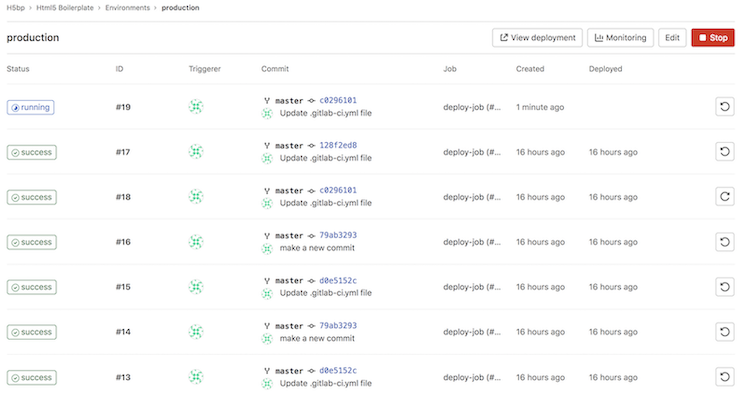 H5bp > Html5 Boilerplate > Environments > production
production View deployment Monitoring Edit Stop
Status ID Triggerer Commit Job Created Deployed
running #19 master c0296101 deploy-job (#... 1 minute ago
Update .gitlab-ci.yml file
success #17 master 128f2ed8 deploy-job (#... 16 hours ago 16 hours ago
Update .gitlab-ci.yml file
success #18 master c0296101 deploy-job (#... 16 hours ago 16 hours ago
Update .gitlab-ci.yml file
success #16 master 79ab3293 deploy-job (#... 16 hours ago 16 hours ago
make a new commit
success #15 master d0e5152c deploy-job (#... 16 hours ago 16 hours ago
Update .gitlab-ci.yml file
success #14 master 79ab3293 deploy-job (#... 16 hours ago 16 hours ago
make a new commit
success #13 master d0e5152c deploy-job (#... 16 hours ago 16 hours ago
Update .gitlab-ci.yml file